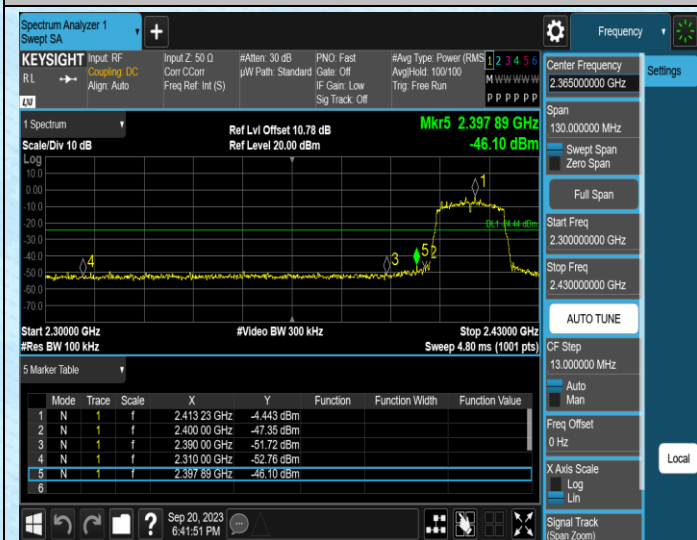 Spectrum Analyzer 1
Swept SA
Frequency
KEYSIGHT
RL
Input: RF
Coupling: DC
Align: Auto
Input Z: 50 Ω
Corr CCorr
Freq Ref: Int (S)
#Atten: 30 dB
µW Path: Standard
PNO: Fast
Gate: Off
IF Gain: Low
Sig Track: Off
#Avg Type: Power (RMS
Avg|Hold: 100/100
Trig: Free Run
1 2 3 4 5 6
M W W W W W
P P P P P P
1 Spectrum
Scale/Div 10 dB
Log
Ref Lvl Offset 10.78 dB
Ref Level 20.00 dBm
Mkr5 2.397 89 GHz
-46.10 dBm
10.0
0.00
-10.0
-20.0
-30.0
-40.0
-50.0
-60.0
-70.0
1
4
3
5 2
Start 2.30000 GHz
#Res BW 100 kHz
#Video BW 300 kHz
Stop 2.43000 GHz
Sweep 4.80 ms (1001 pts)
5 Marker Table
Mode Trace Scale X Y Function Function Width Function Value
1 N 1 f 2.413 23 GHz -4.443 dBm
2 N 1 f 2.400 00 GHz -47.35 dBm
3 N 1 f 2.390 00 GHz -51.72 dBm
4 N 1 f 2.310 00 GHz -52.76 dBm
5 N 1 f 2.397 89 GHz -46.10 dBm
6
?
Sep 20, 2023
6:41:51 PM
Center Frequency
2.365000000 GHz
Settings
Span
130.000000 MHz
Swept Span
Zero Span
Full Span
Start Freq
2.300000000 GHz
Stop Freq
2.430000000 GHz
AUTO TUNE
CF Step
13.000000 MHz
Auto
Man
Freq Offset
0 Hz
X Axis Scale
Log
Lin
Local
Signal Track
(Span Zoom)